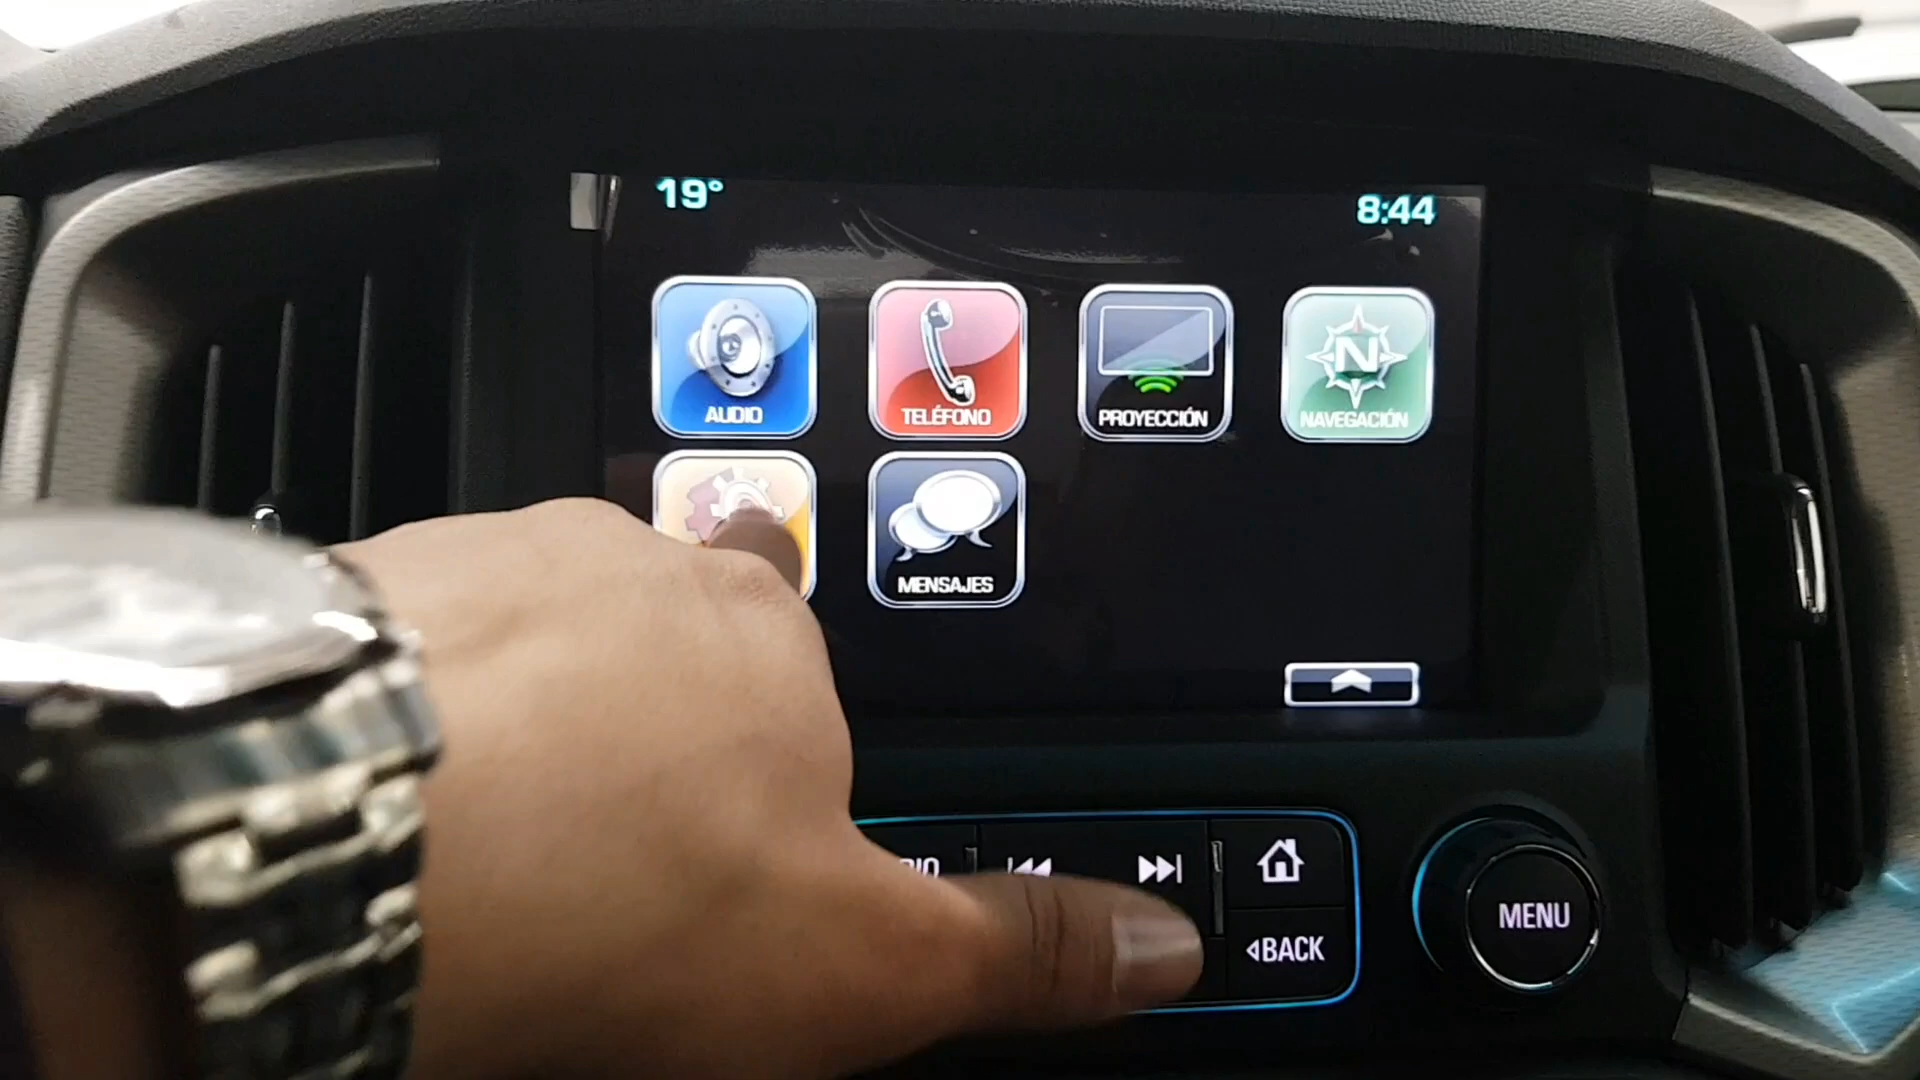 19°
8:44
AUDIO
TELÉFONO
PROYECCIÓN
N
NAVEGACIÓN
MENSAJES
BACK
MENU